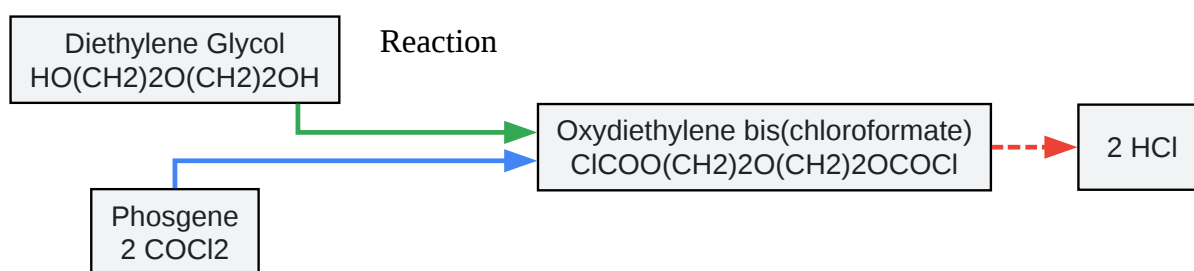 Diethylene Glycol
HO(CH2)2O(CH2)2OH
Reaction
Oxydiethylene bis(chloroformate)
ClCOO(CH2)2O(CH2)2OCOCl
2 HCl
Phosgene
2 COCl2